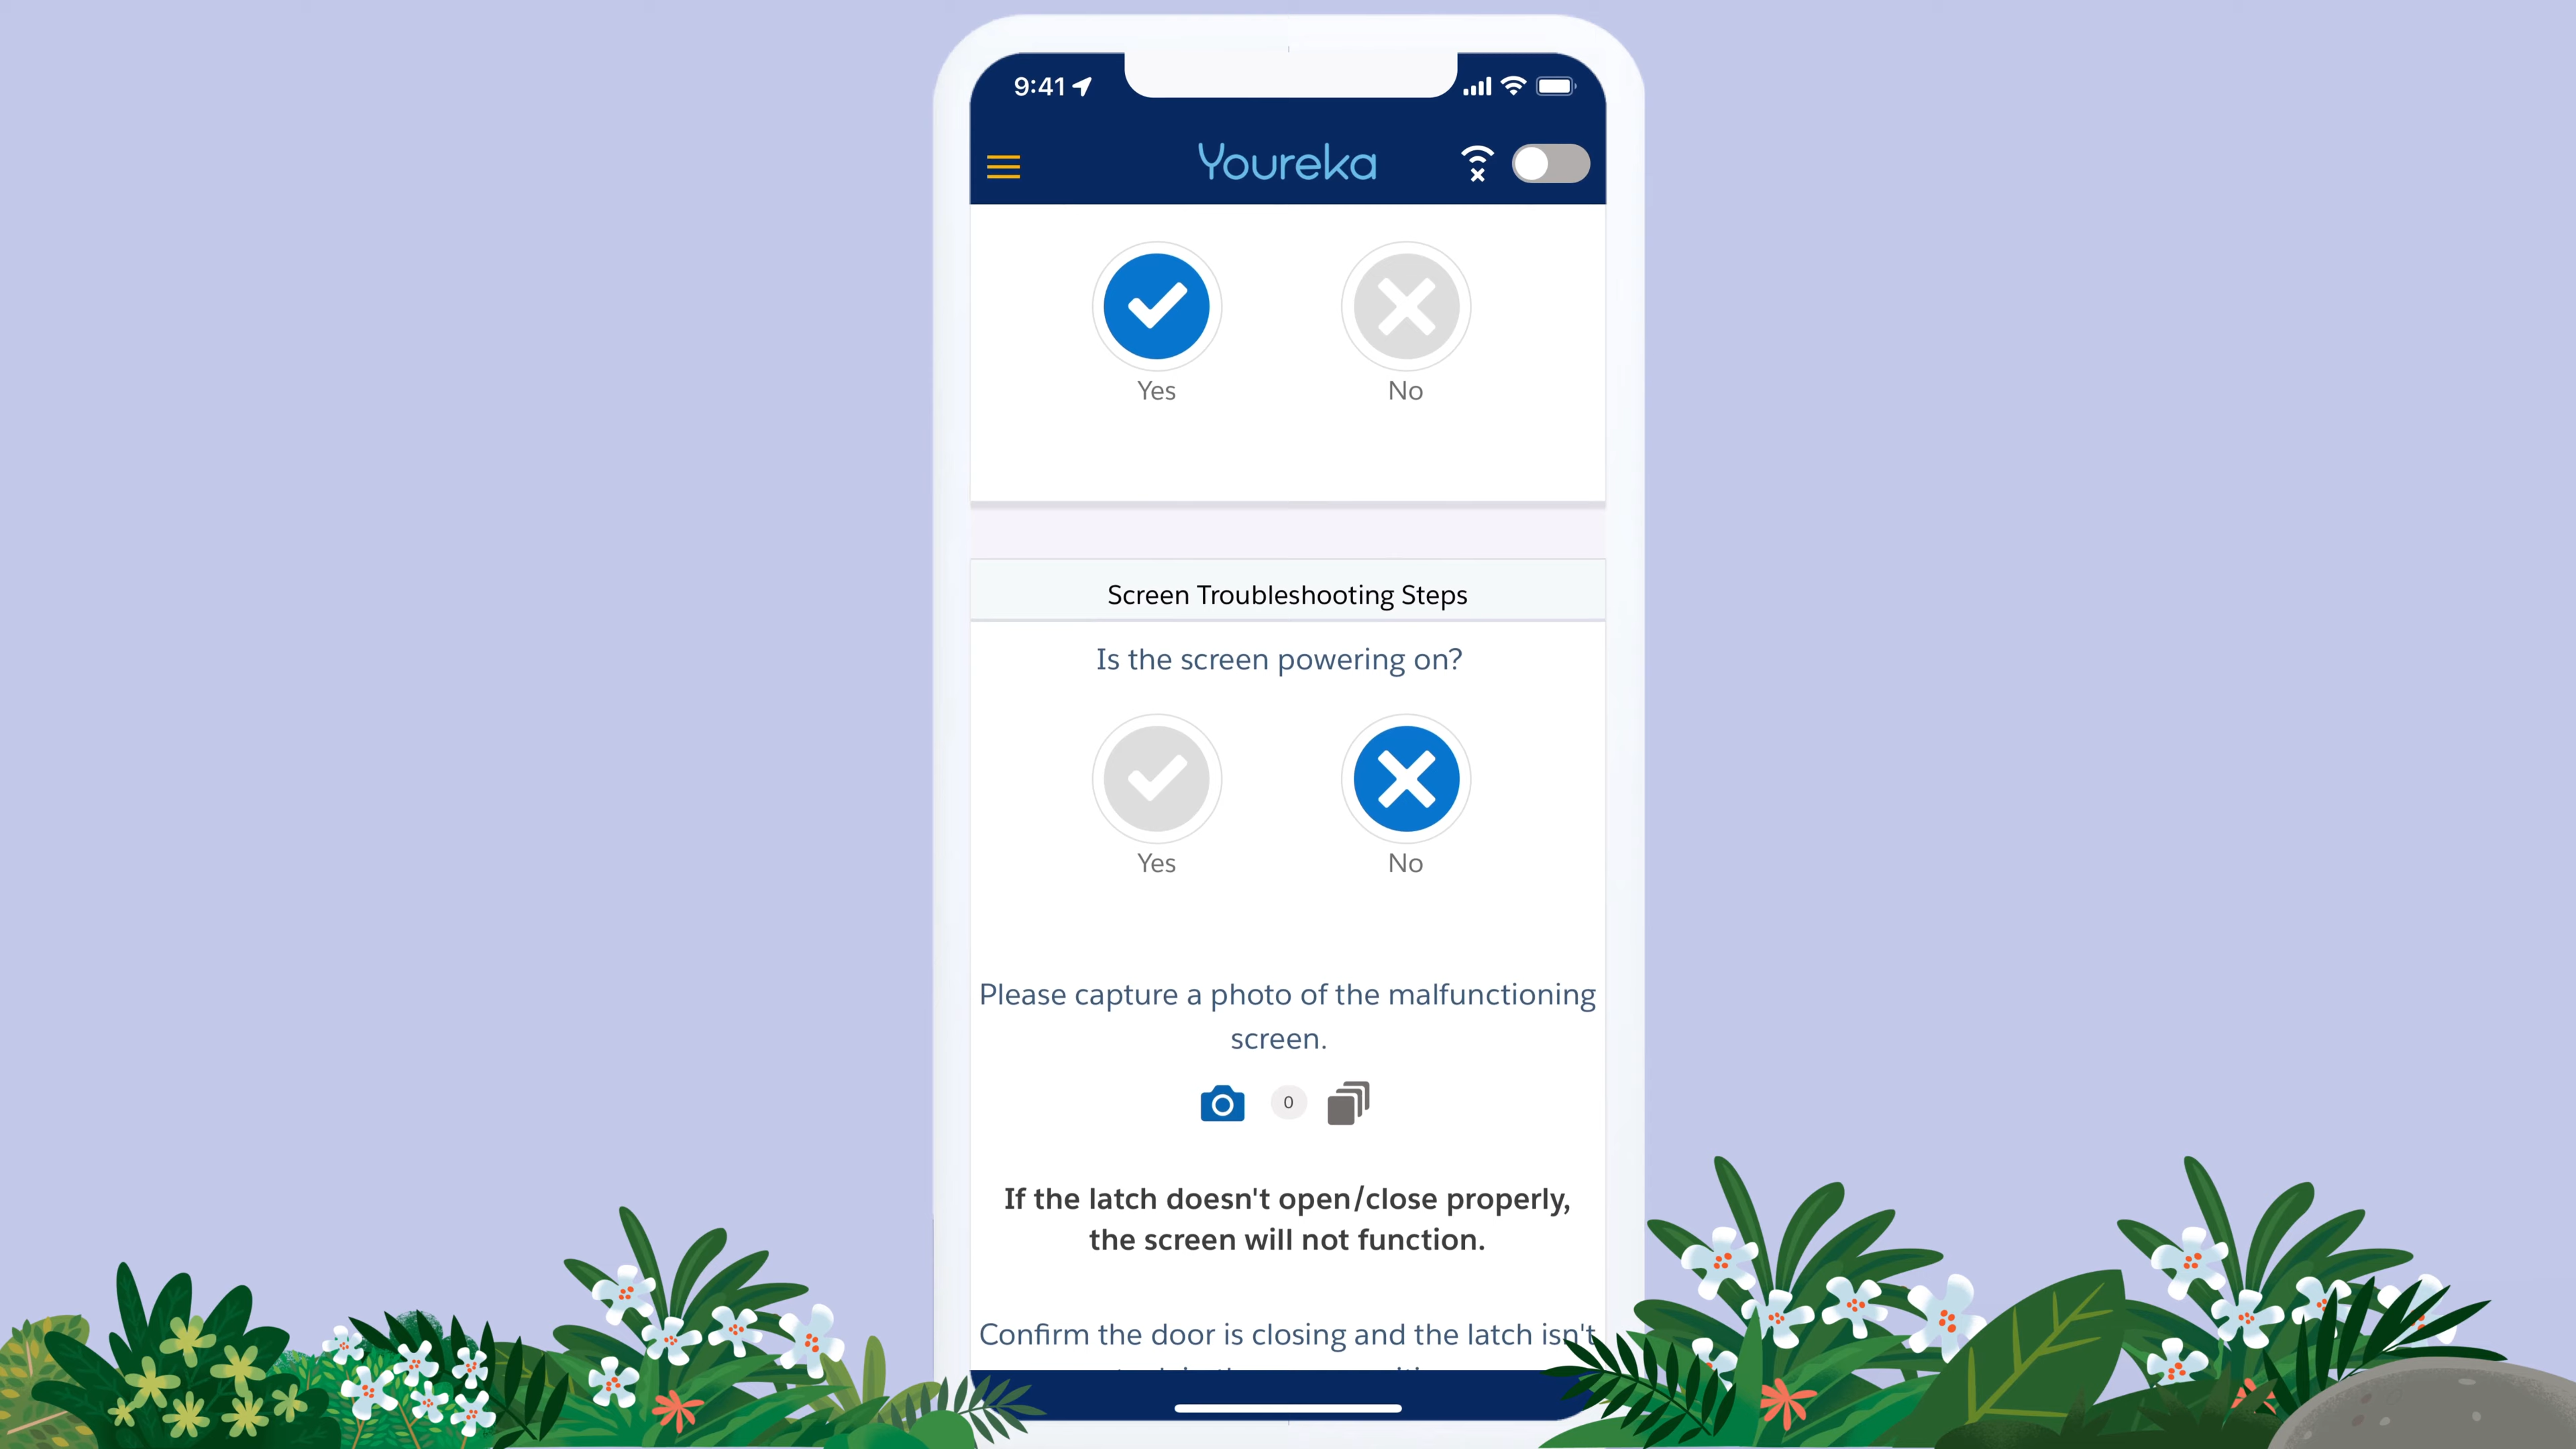 9:41
Youreka
Yes
No
Screen Troubleshooting Steps
Is the screen powering on?
Yes
No
Please capture a photo of the malfunctioning
screen.
0
If the latch doesn't open/close properly,
the screen will not function.
Confirm the door is closing and the latch isn't